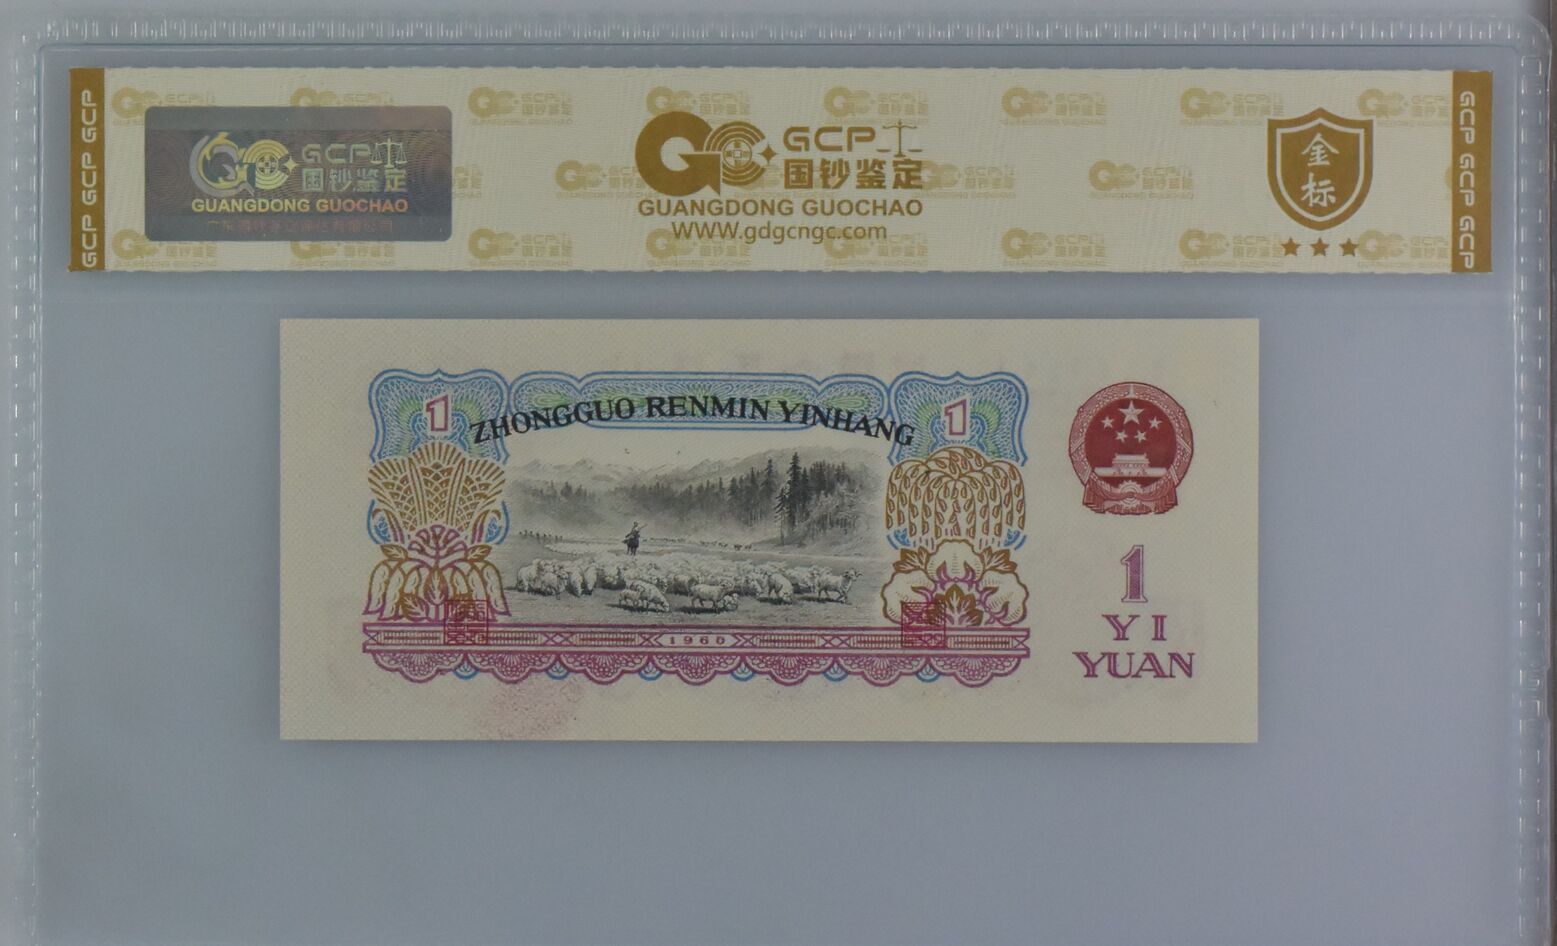 GCP GCP GCP
GCP
国钞鉴定
GUANGDONG GUOCHAO
GCP
国钞鉴定
GUANGDONG GUOCHAO
WWW.gdgcngc.com
金
标
GCP GCP GCP
1
ZHONGGUO RENMIN YINHANG
1
1960
1
YI
YUAN